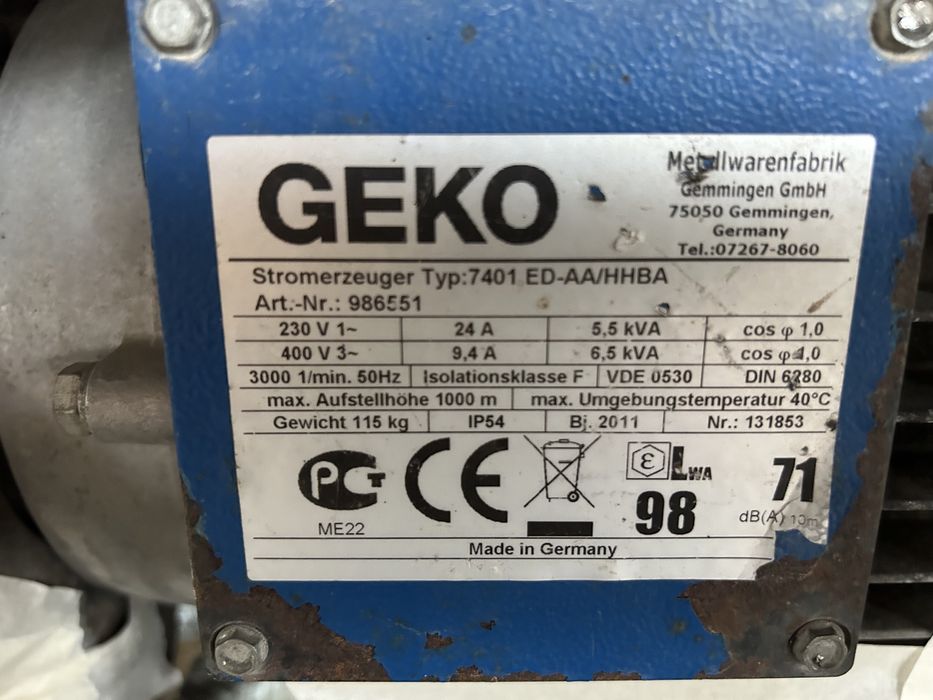 GEKO
Metallwarenfabrik
Gemmingen GmbH
75050 Gemmingen,
Germany
Tel.:07267-8060
Stromerzeuger Typ:7401 ED-AA/HHBA
Art.-Nr.: 986551
230 V 1~ 24 A 5,5 kVA cos φ 1,0
400 V 3~ 9,4 A 6,5 kVA cos φ 1,0
3000 1/min. 50Hz Isolationsklasse F VDE 0530 DIN 6280
max. Aufstellhöhe 1000 m max. Umgebungstemperatur 40°C
Gewicht 115 kg IP54 Bj. 2011 Nr.: 131853
РСТ CE ε LWA
98 71
ME22 dB(A) 10m
Made in Germany